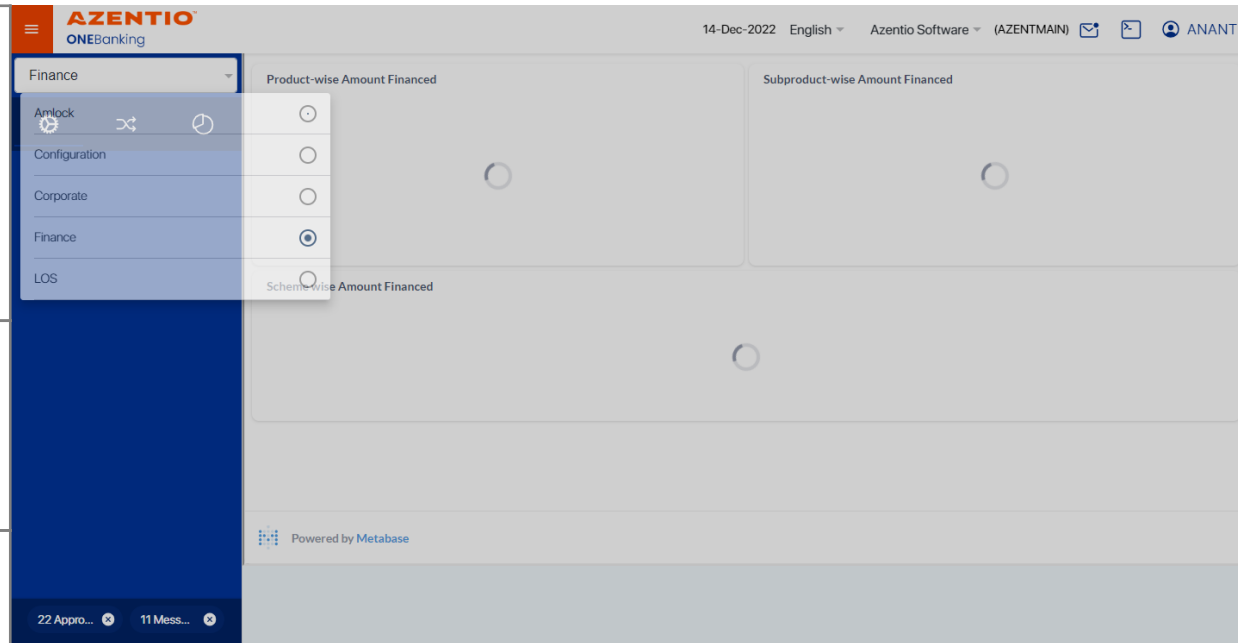 AZENTIO
ONEBanking
14-Dec-2022 English Azentio Software (AZENTMAIN) ANANT
Finance
Product-wise Amount Financed
Subproduct-wise Amount Financed
Amlock
Configuration
Corporate
Finance
LOS
Scheme-wise Amount Financed
Powered by Metabase
22 Appro... 11 Mess...